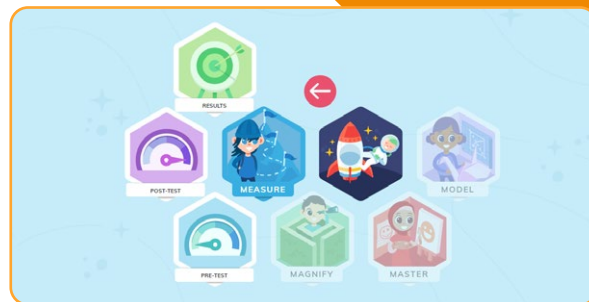 RESULTS
POST-TEST
MEASURE
MODEL
PRE-TEST
MAGNIFY
MASTER